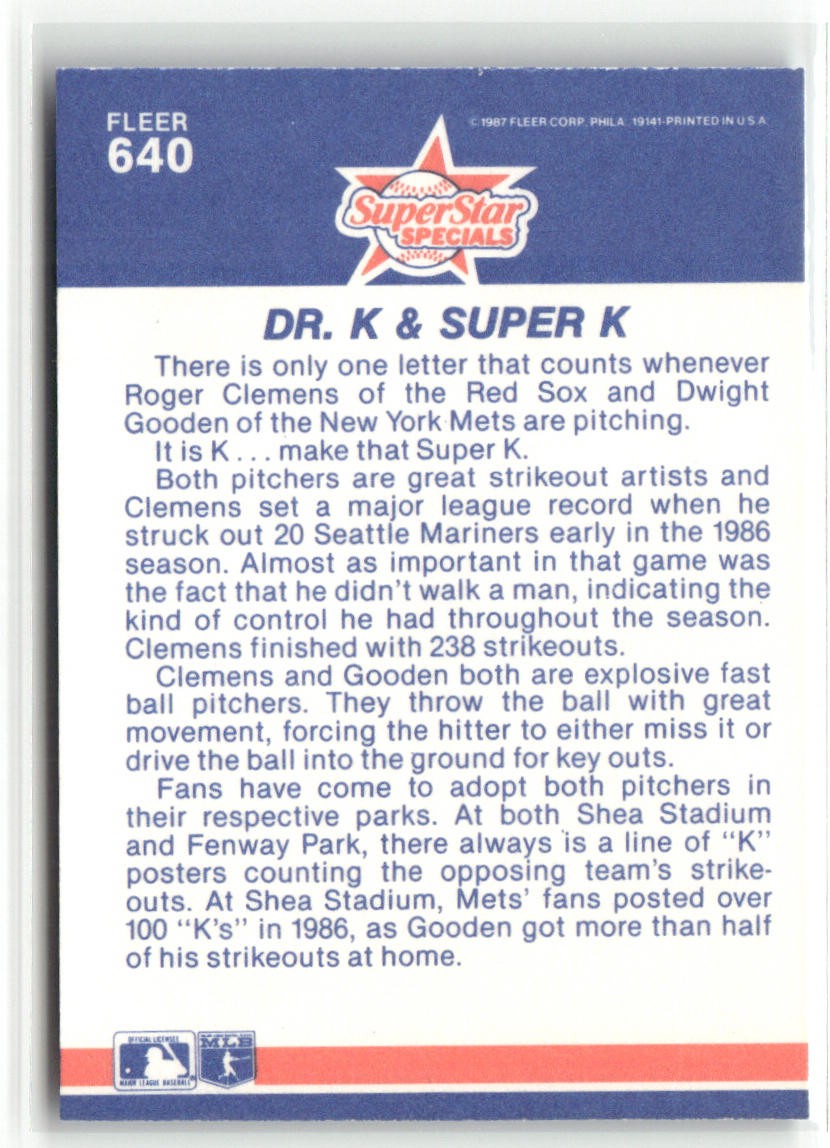 FLEER
640
© 1987 FLEER CORP. PHILA. 19141-PRINTED IN U S A
SuperStar
SPECIALS
DR. K & SUPER K
There is only one letter that counts whenever
Roger Clemens of the Red Sox and Dwight
Gooden of the New York Mets are pitching.
It is K . . . make that Super K.
Both pitchers are great strikeout artists and
Clemens set a major league record when he
struck out 20 Seattle Mariners early in the 1986
season. Almost as important in that game was
the fact that he didn't walk a man, indicating the
kind of control he had throughout the season.
Clemens finished with 238 strikeouts.
Clemens and Gooden both are explosive fast
ball pitchers. They throw the ball with great
movement, forcing the hitter to either miss it or
drive the ball into the ground for key outs.
Fans have come to adopt both pitchers in
their respective parks. At both Shea Stadium
and Fenway Park, there always is a line of "K"
posters counting the opposing team's strike-
outs. At Shea Stadium, Mets' fans posted over
100 "K's" in 1986, as Gooden got more than half
of his strikeouts at home.
OFFICIAL LICENSEE
MAJOR LEAGUE BASEBALL
MLB